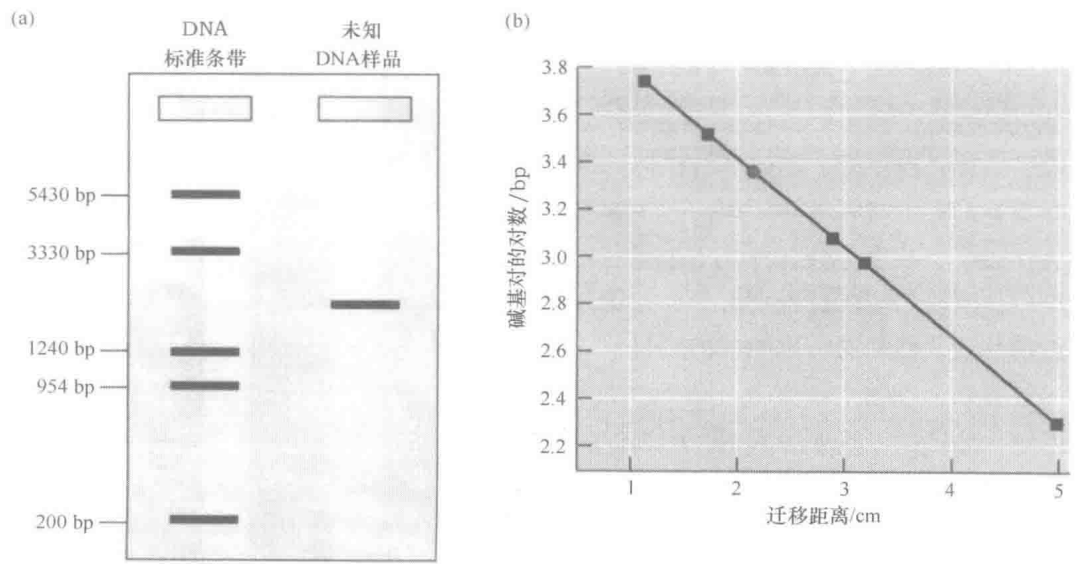 (a)
DNA
标准条带
未知
DNA样品
5430 bp
3330 bp
1240 bp
954 bp
200 bp
(b)
碱基对的对数/bp
3.8
3.6
3.4
3.2
3.0
2.8
2.6
2.4
2.2
1 2 3 4 5
迁移距离/cm